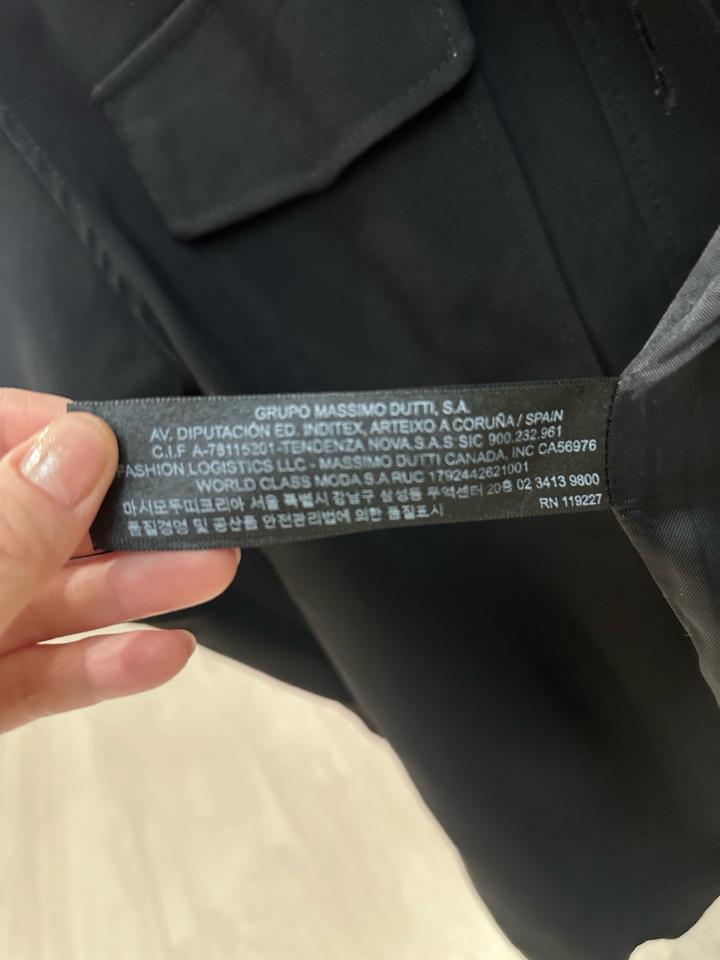 GRUPO MASSIMO DUTTI, S.A.
AV. DIPUTACIÓN ED. INDITEX, ARTEIXO A CORUÑA / SPAIN
C.I.F A-78115201-TENDENZA NOVA,S.A.S SIC 900.232.961
FASHION LOGISTICS LLC - MASSIMO DUTTI CANADA, INC CA56976
WORLD CLASS MODA S.A RUC 1792442621001
마시모두띠코리아 서울 특별시 강남구 삼성동 무역센터 20층 02 3413 9800
품질경영 및 공산품 안전관리법에 의한 품질표시
RN 119227